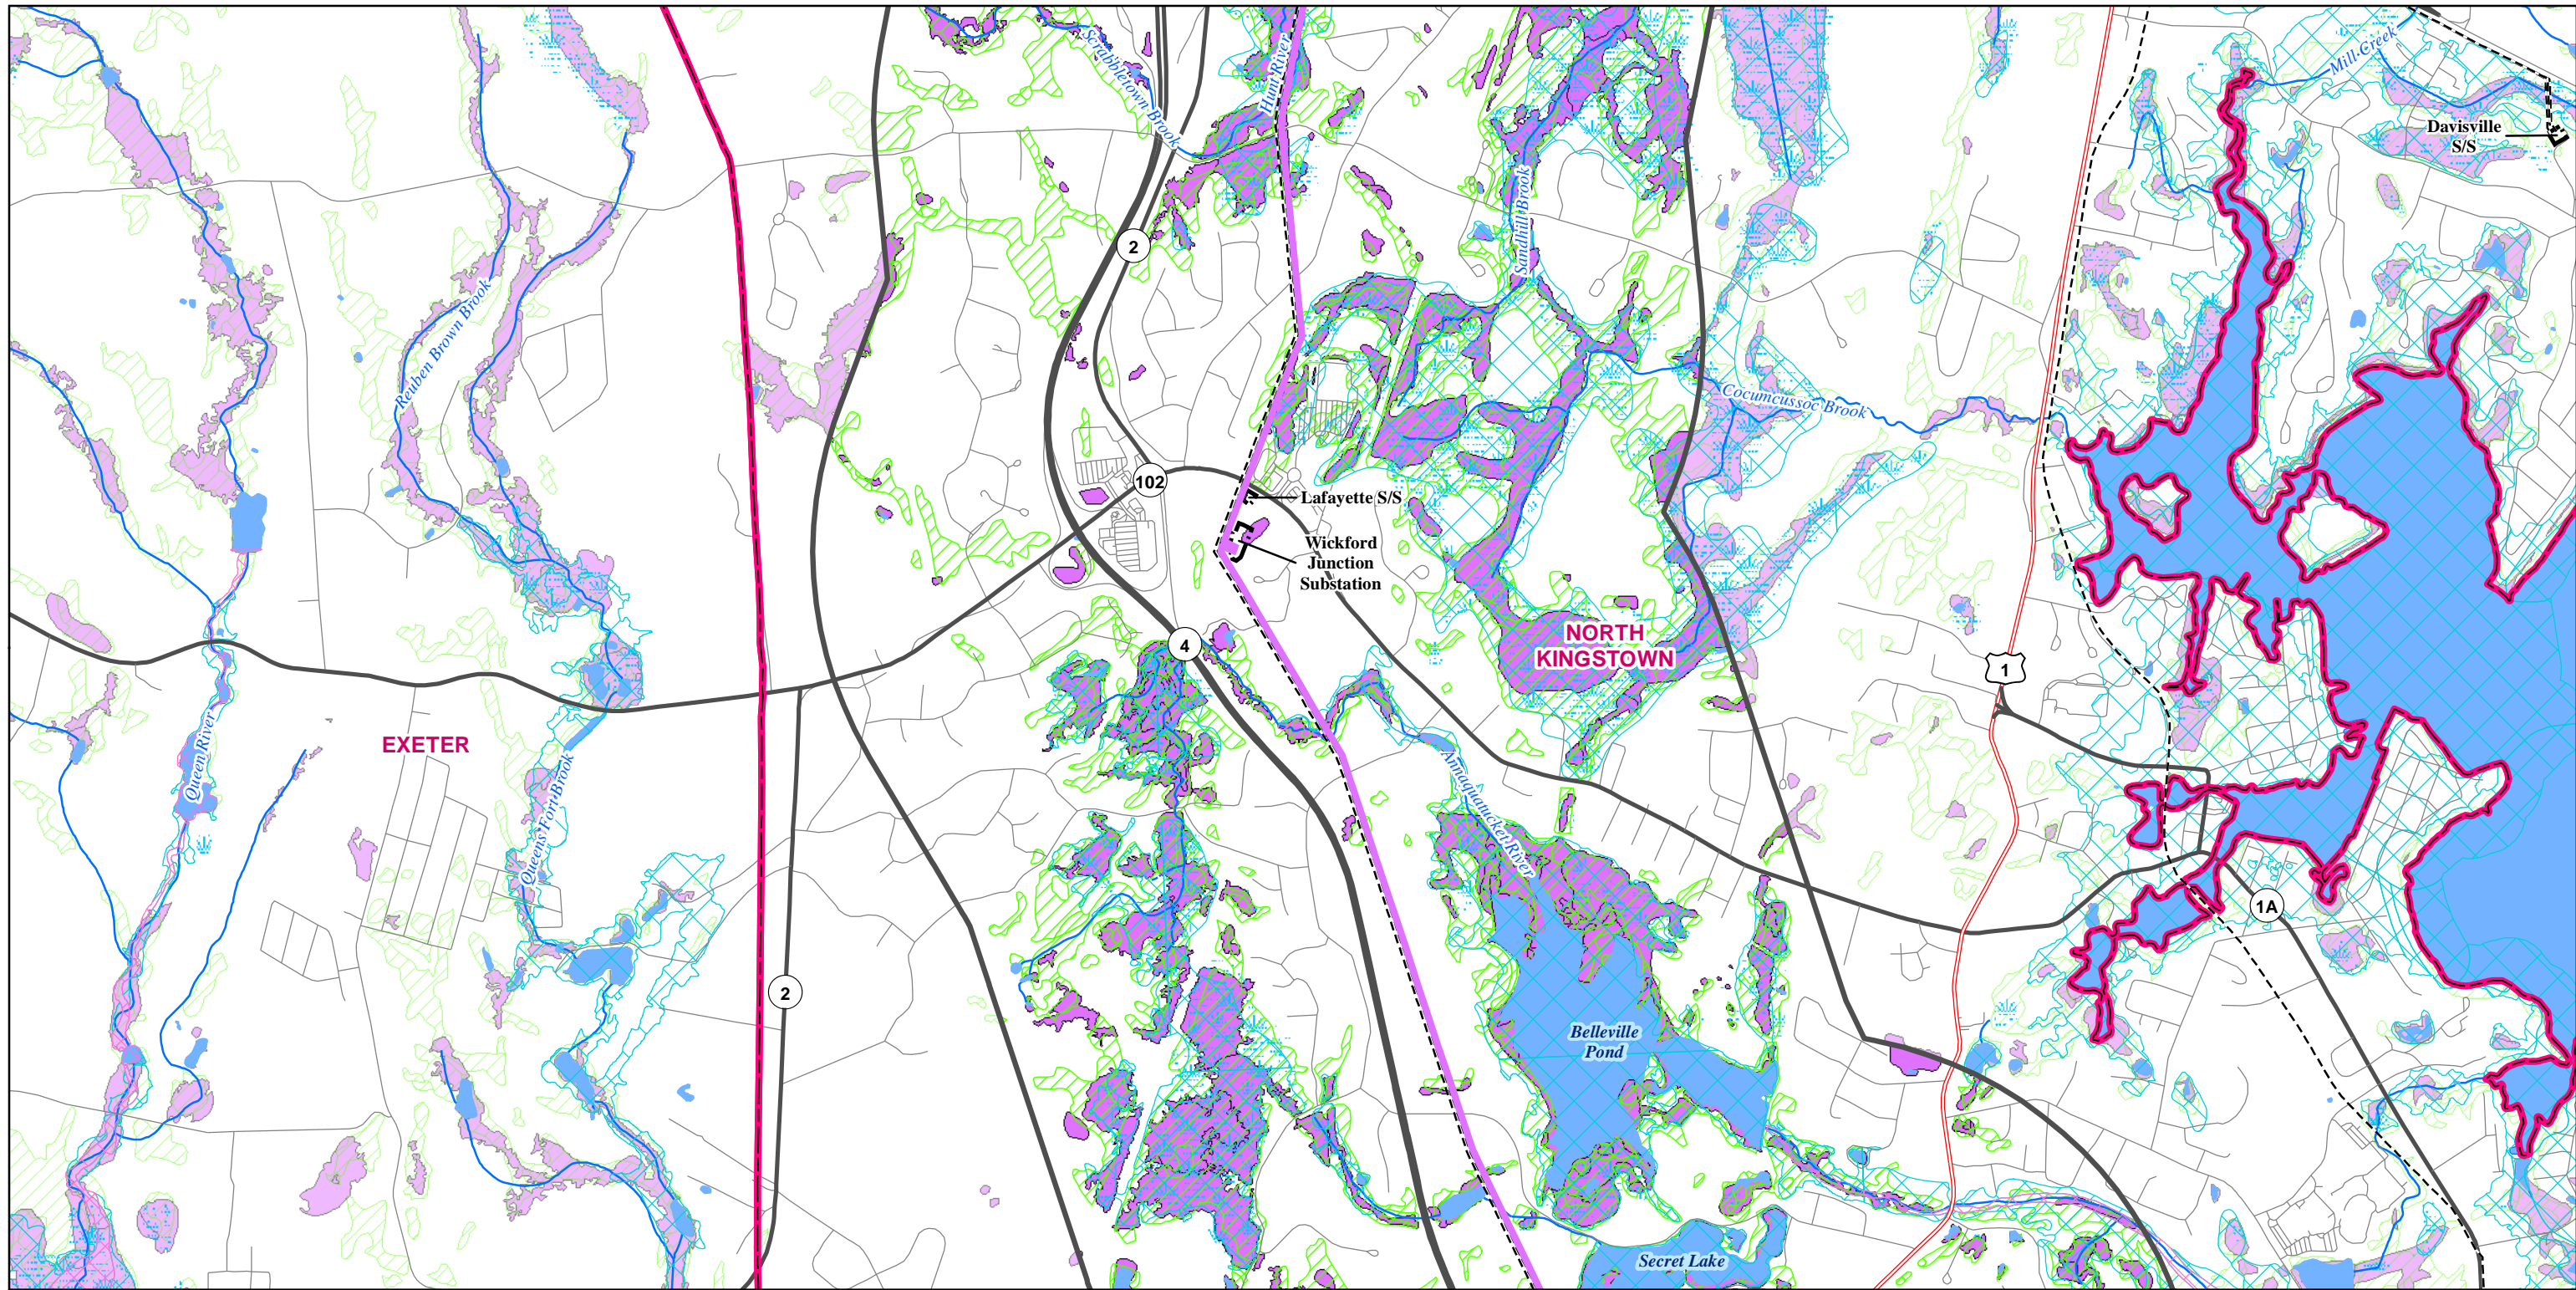 Scrabbletown Brook
Hunt River
Mill Creek
Davisville
S/S
2
Sandhill Brook
Reuben Brown Brook
Cocumcussoc Brook
102
Lafayette S/S
Wickford
Junction
Substation
NORTH
KINGSTOWN
4
1
EXETER
Queen River
Queens Fort Brook
Annaquatucket River
1A
2
Belleville
Pond
Secret Lake